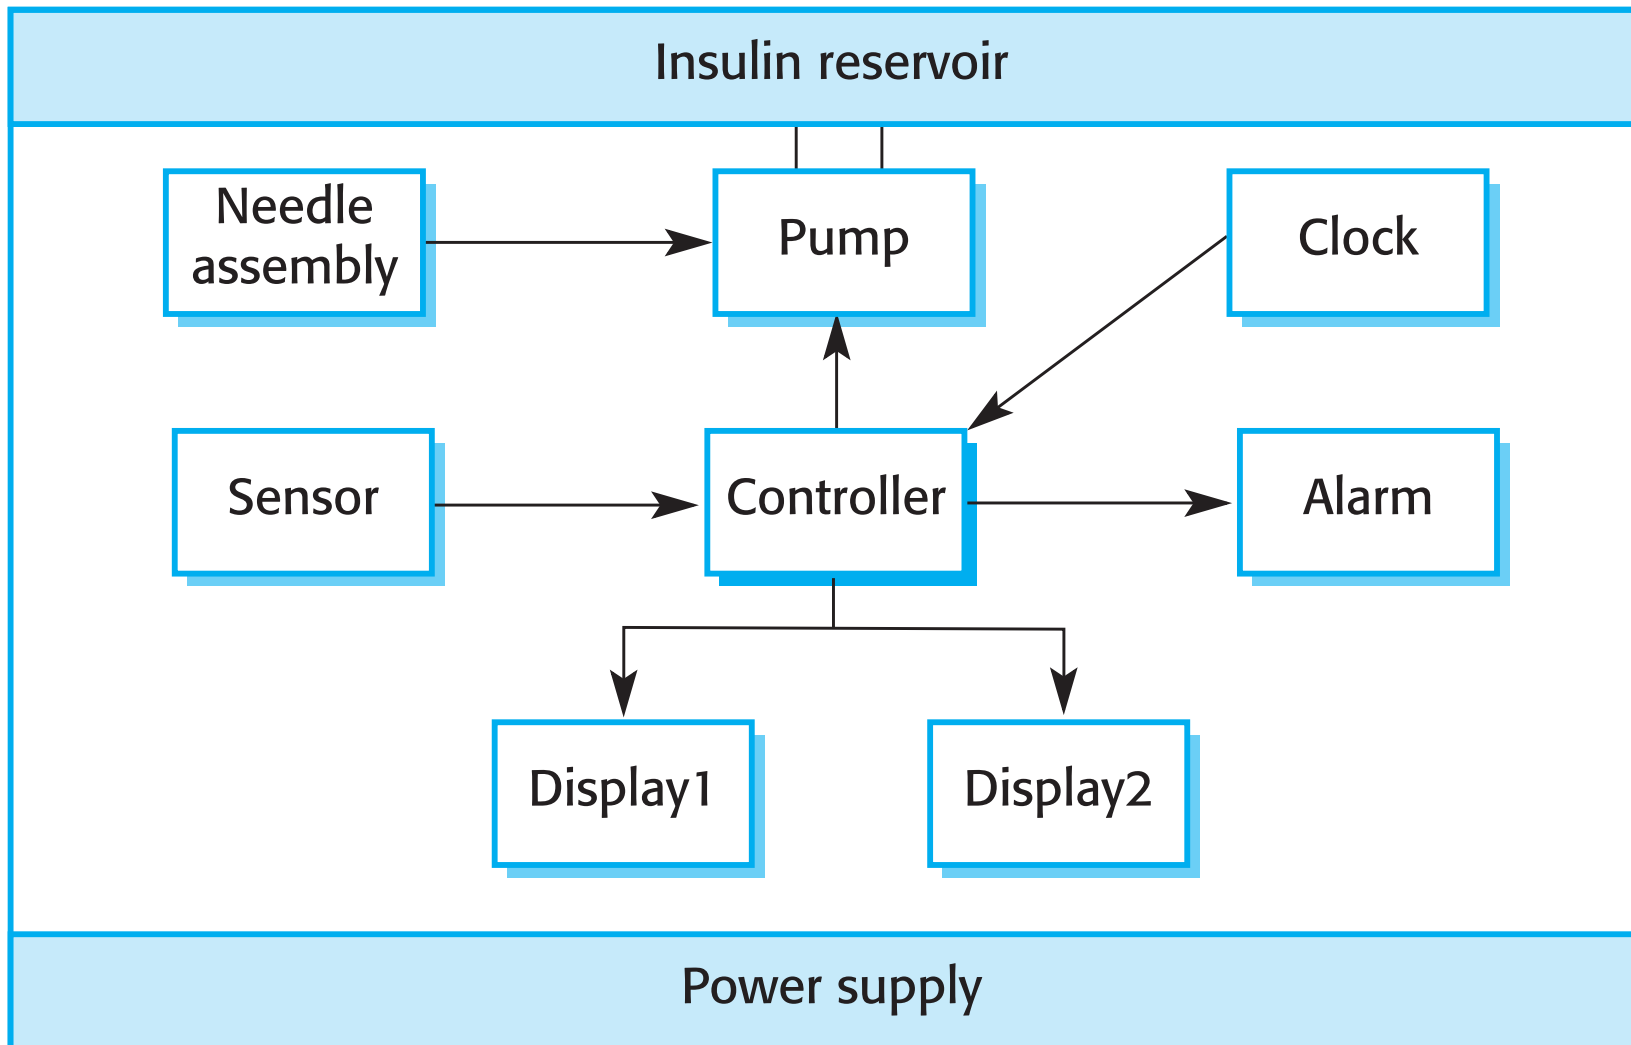 Insulin reservoir
Needle
assembly
Pump
Clock
Sensor
Controller
Alarm
Display1
Display2
Power supply